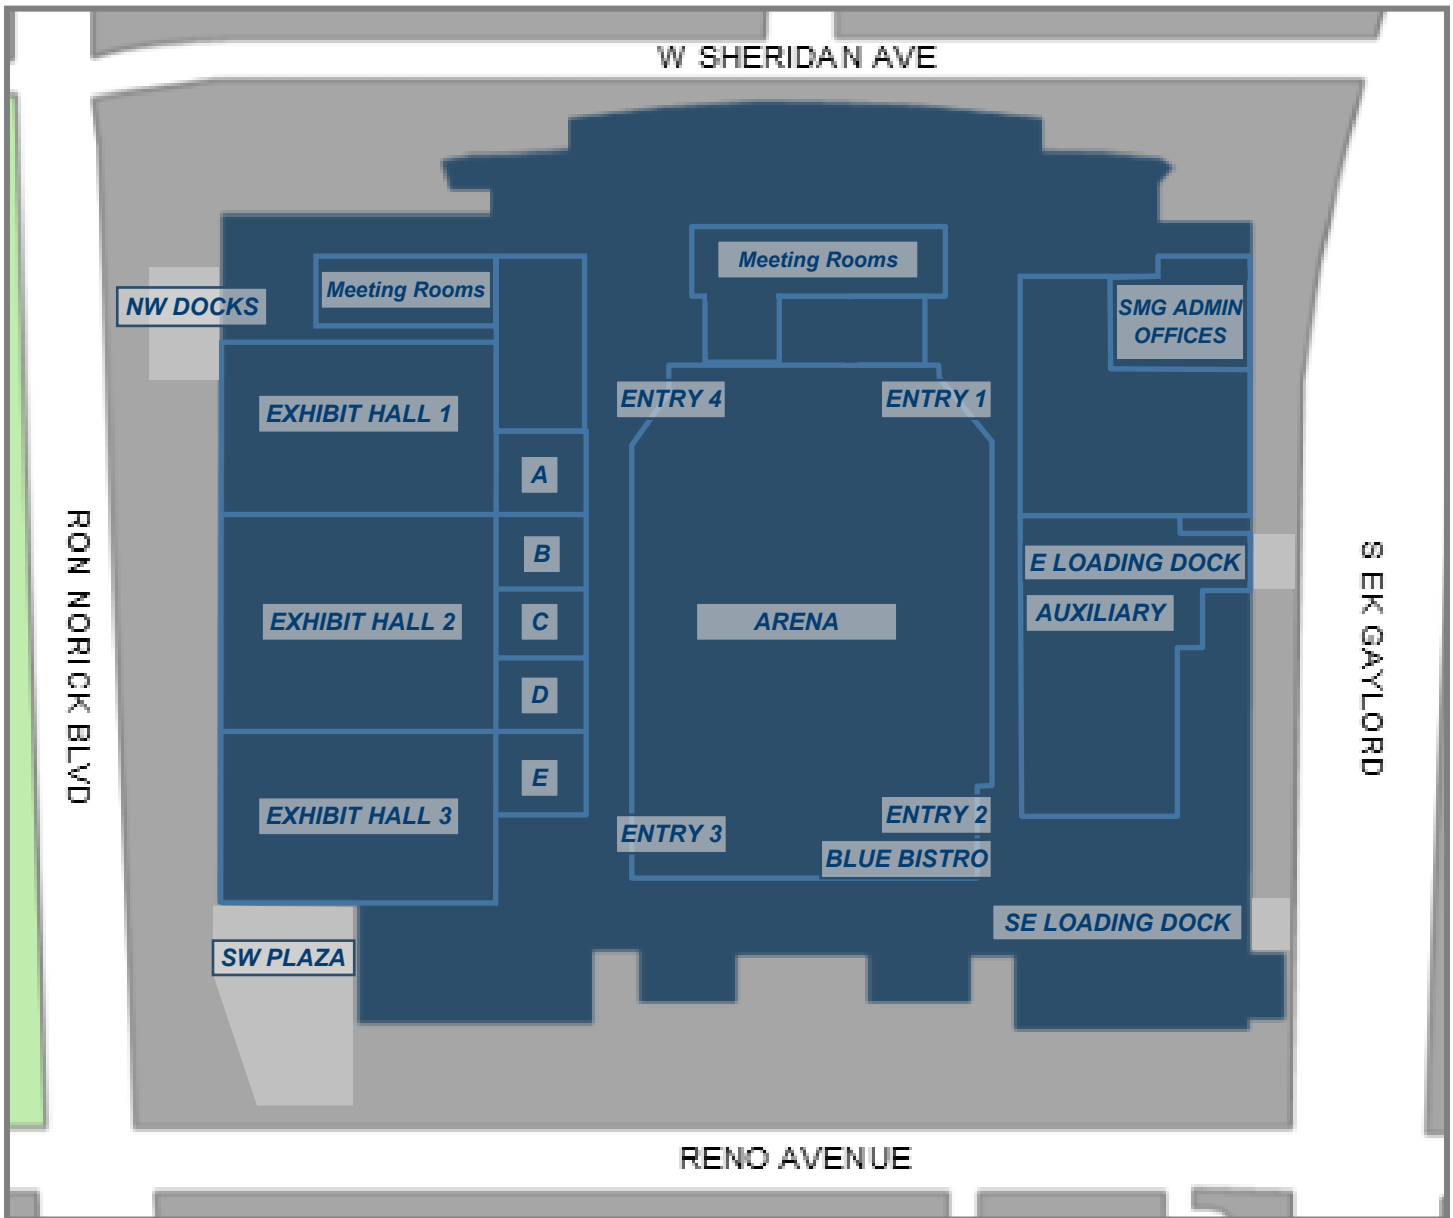 W SHERIDAN AVE
Meeting Rooms
Meeting Rooms
NW DOCKS
SMG ADMIN
OFFICES
EXHIBIT HALL 1
ENTRY 4
ENTRY 1
A
B
E LOADING DOCK
RON NORICK BLVD
EXHIBIT HALL 2
C
ARENA
AUXILIARY
S EK GAYLORD
D
E
EXHIBIT HALL 3
ENTRY 3
ENTRY 2
BLUE BISTRO
SE LOADING DOCK
SW PLAZA
RENO AVENUE